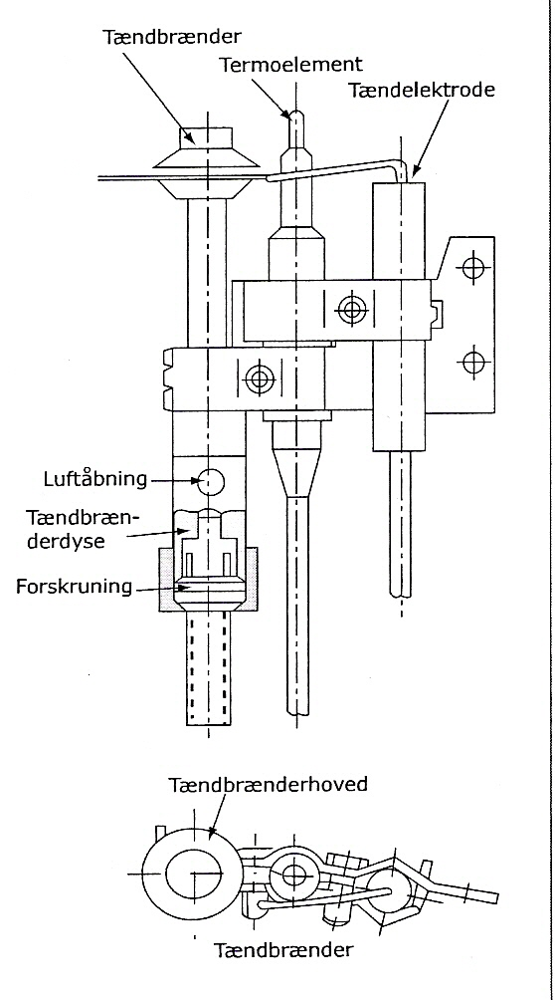 Tændbrænder
Termoelement
Tændelektrode
Luftåbning
Tændbræn-
derdyse
Forskruning
Tændbrænderhoved
Tændbrænder